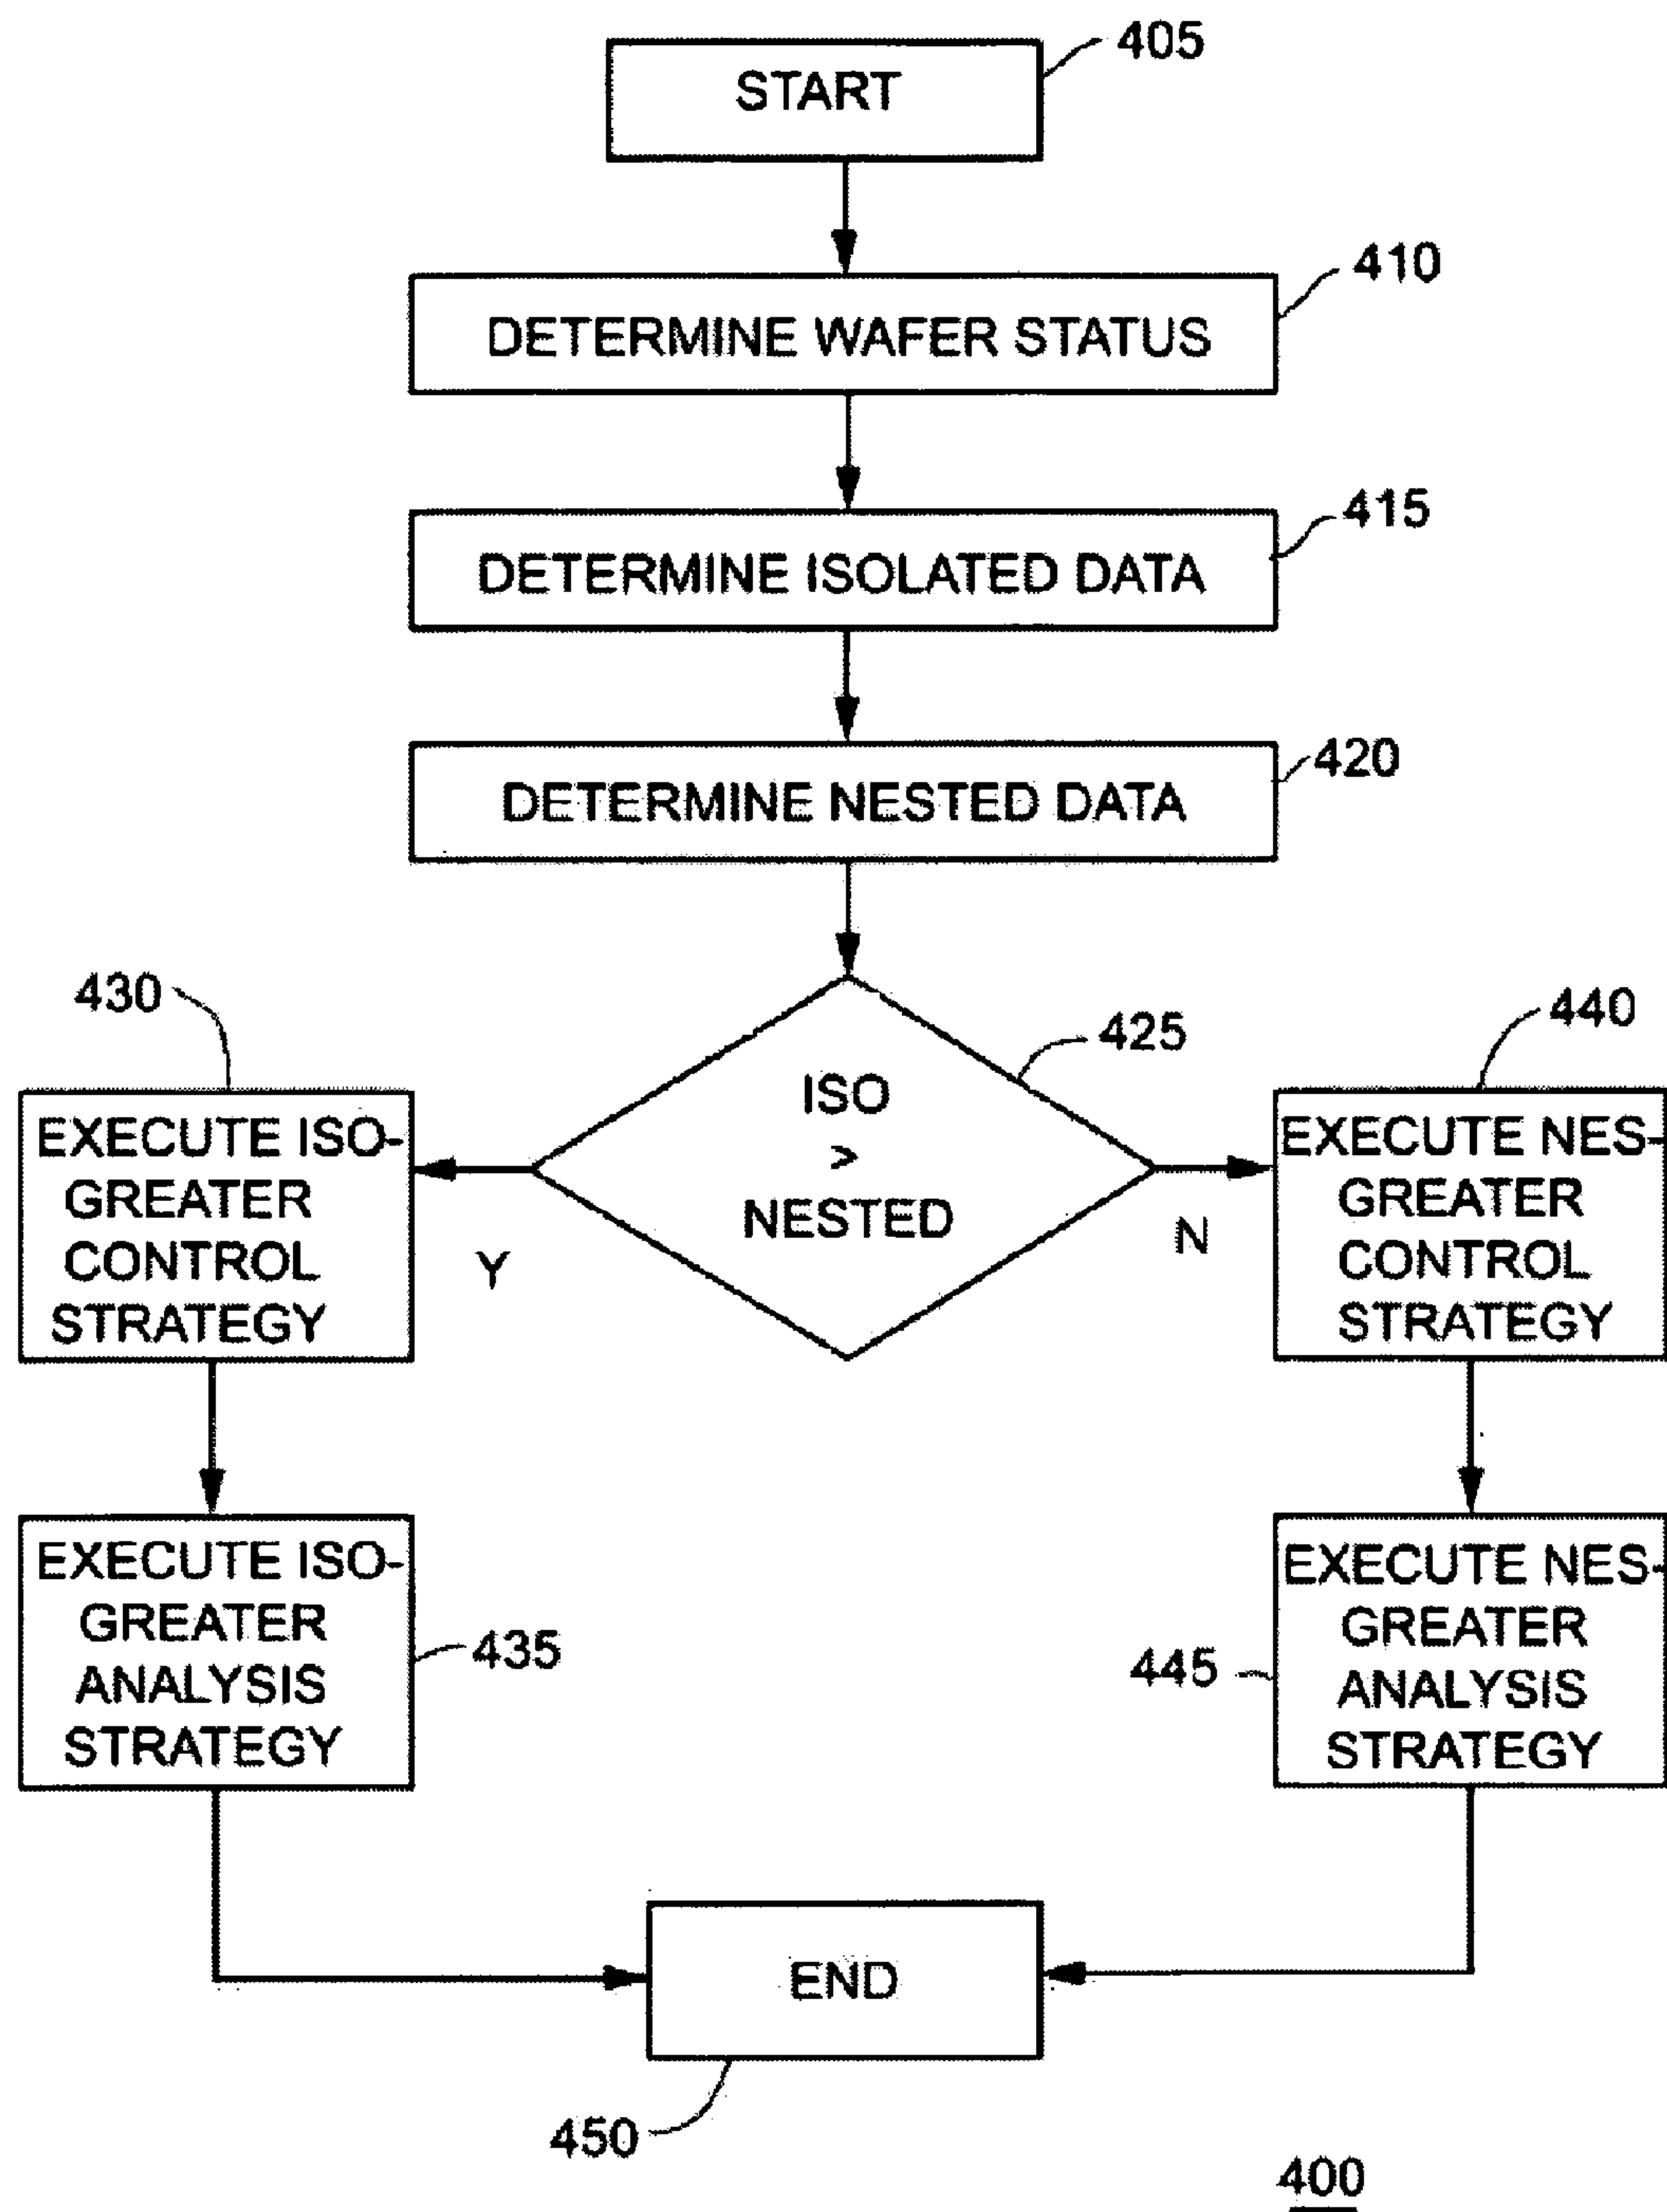 405
START
410
DETERMINE WAFER STATUS
415
DETERMINE ISOLATED DATA
420
DETERMINE NESTED DATA
430
425
440
ISO
>
NESTED
EXECUTE ISO-
GREATER
CONTROL
STRATEGY
Y
N
EXECUTE NES-
GREATER
CONTROL
STRATEGY
EXECUTE ISO-
GREATER
ANALYSIS
STRATEGY
435
445
EXECUTE NES-
GREATER
ANALYSIS
STRATEGY
END
450
400